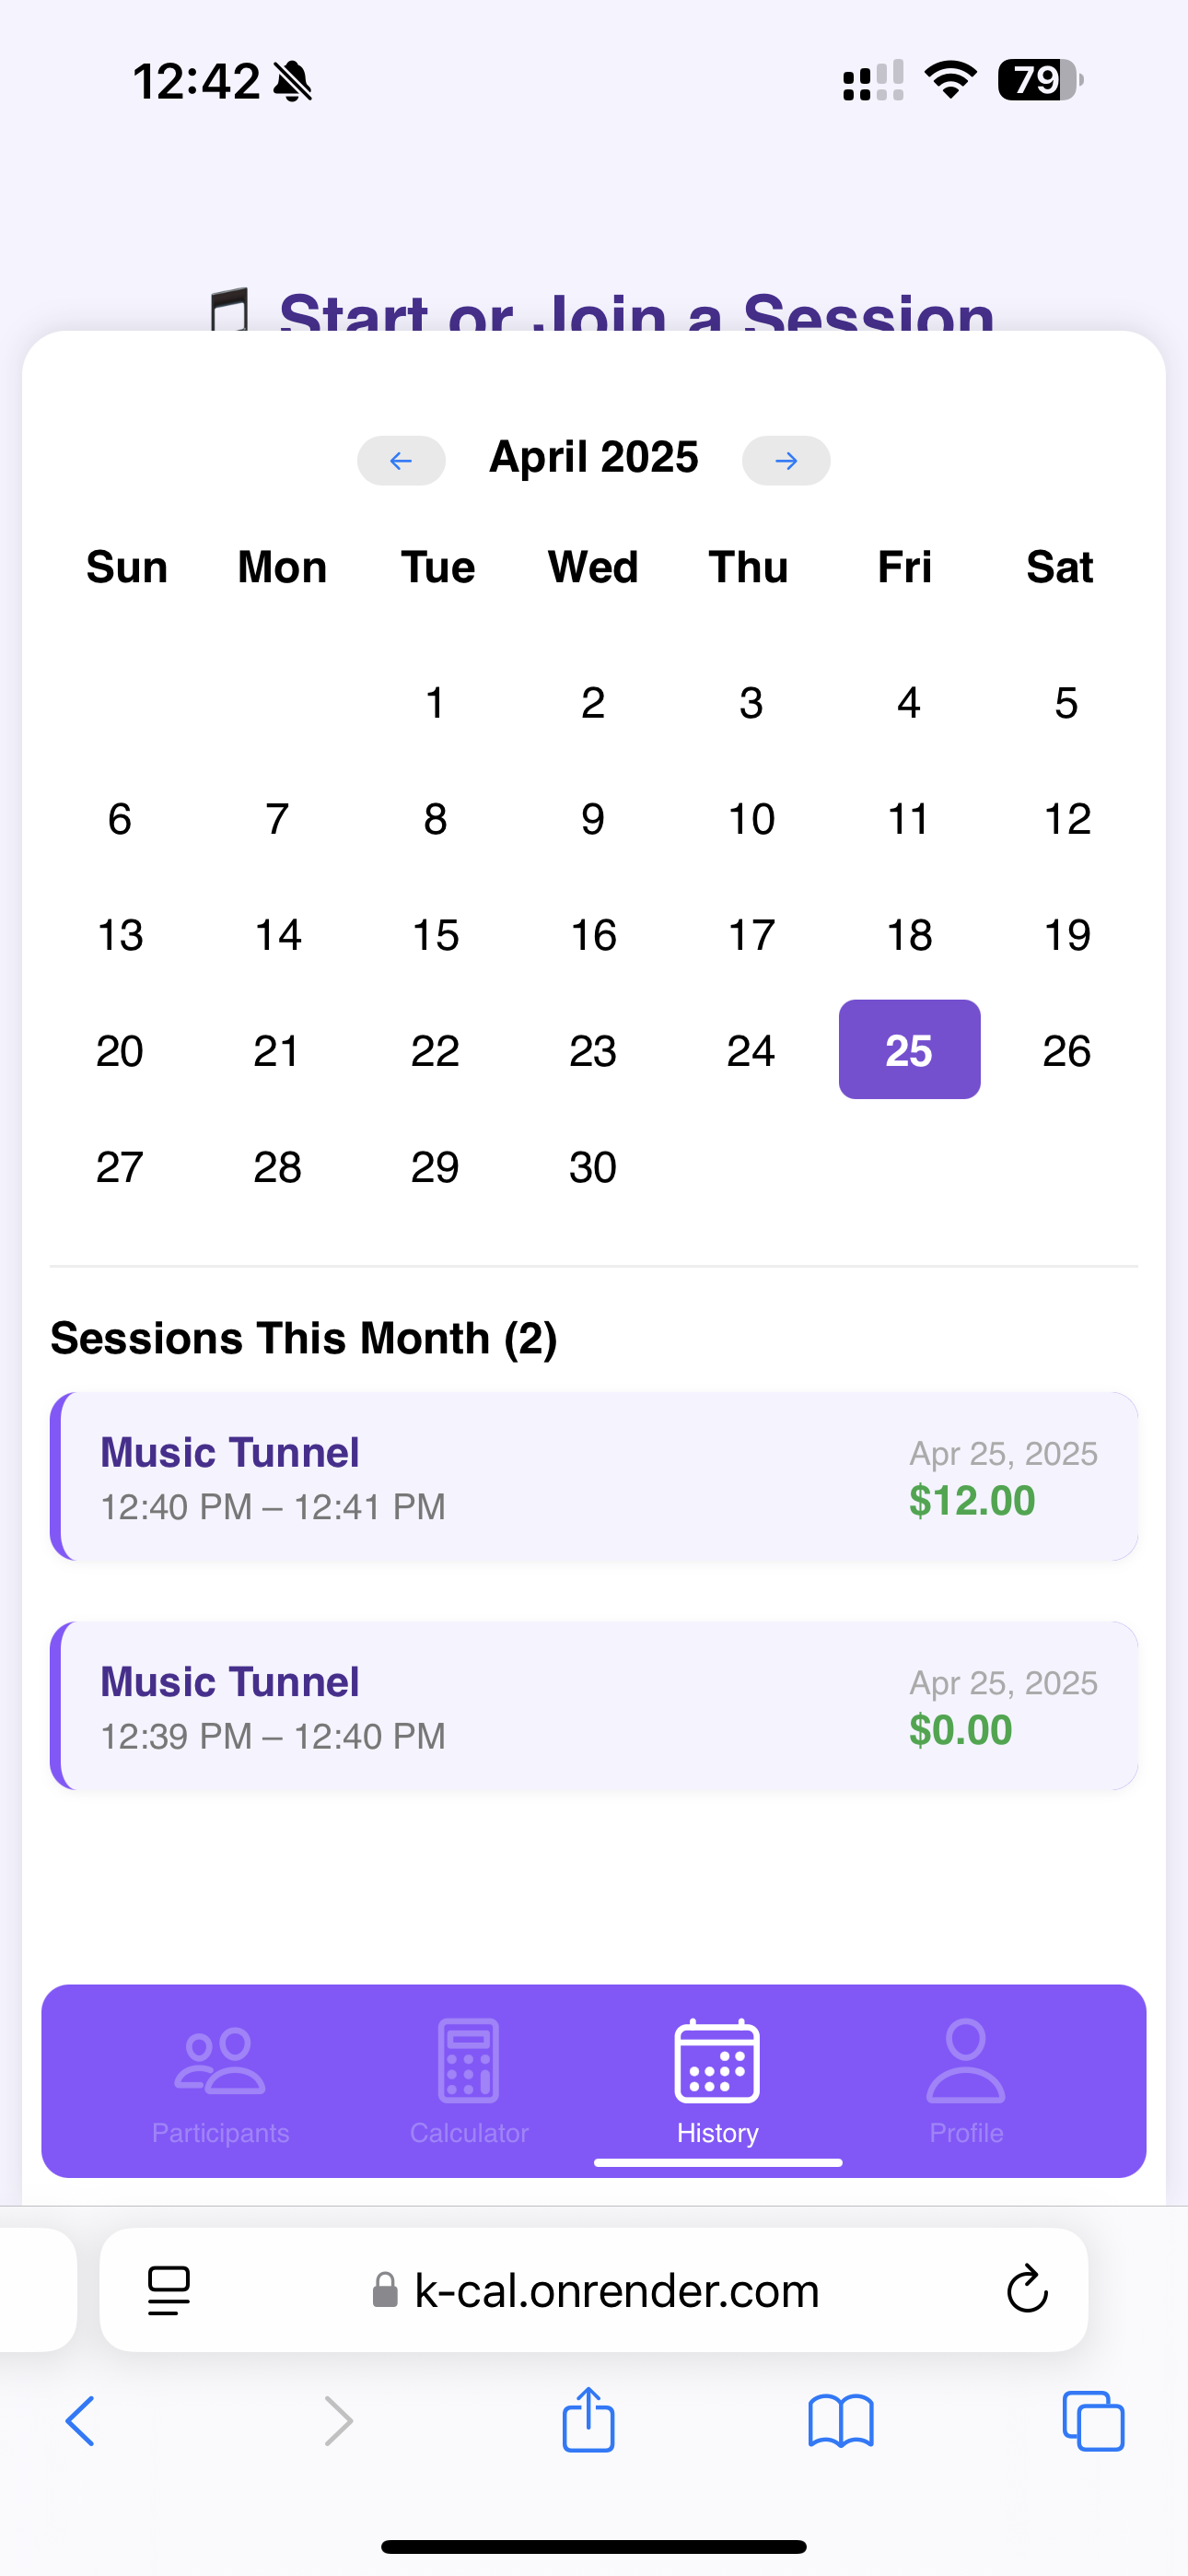 12:42
79
Start or Join a Session
← April 2025 →
Sun Mon Tue Wed Thu Fri Sat
1 2 3 4 5
6 7 8 9 10 11 12
13 14 15 16 17 18 19
20 21 22 23 24 25 26
27 28 29 30
Sessions This Month (2)
Music Tunnel
Apr 25, 2025
12:40 PM – 12:41 PM
$12.00
Music Tunnel
Apr 25, 2025
12:39 PM – 12:40 PM
$0.00
Participants Calculator History Profile
k-cal.onrender.com